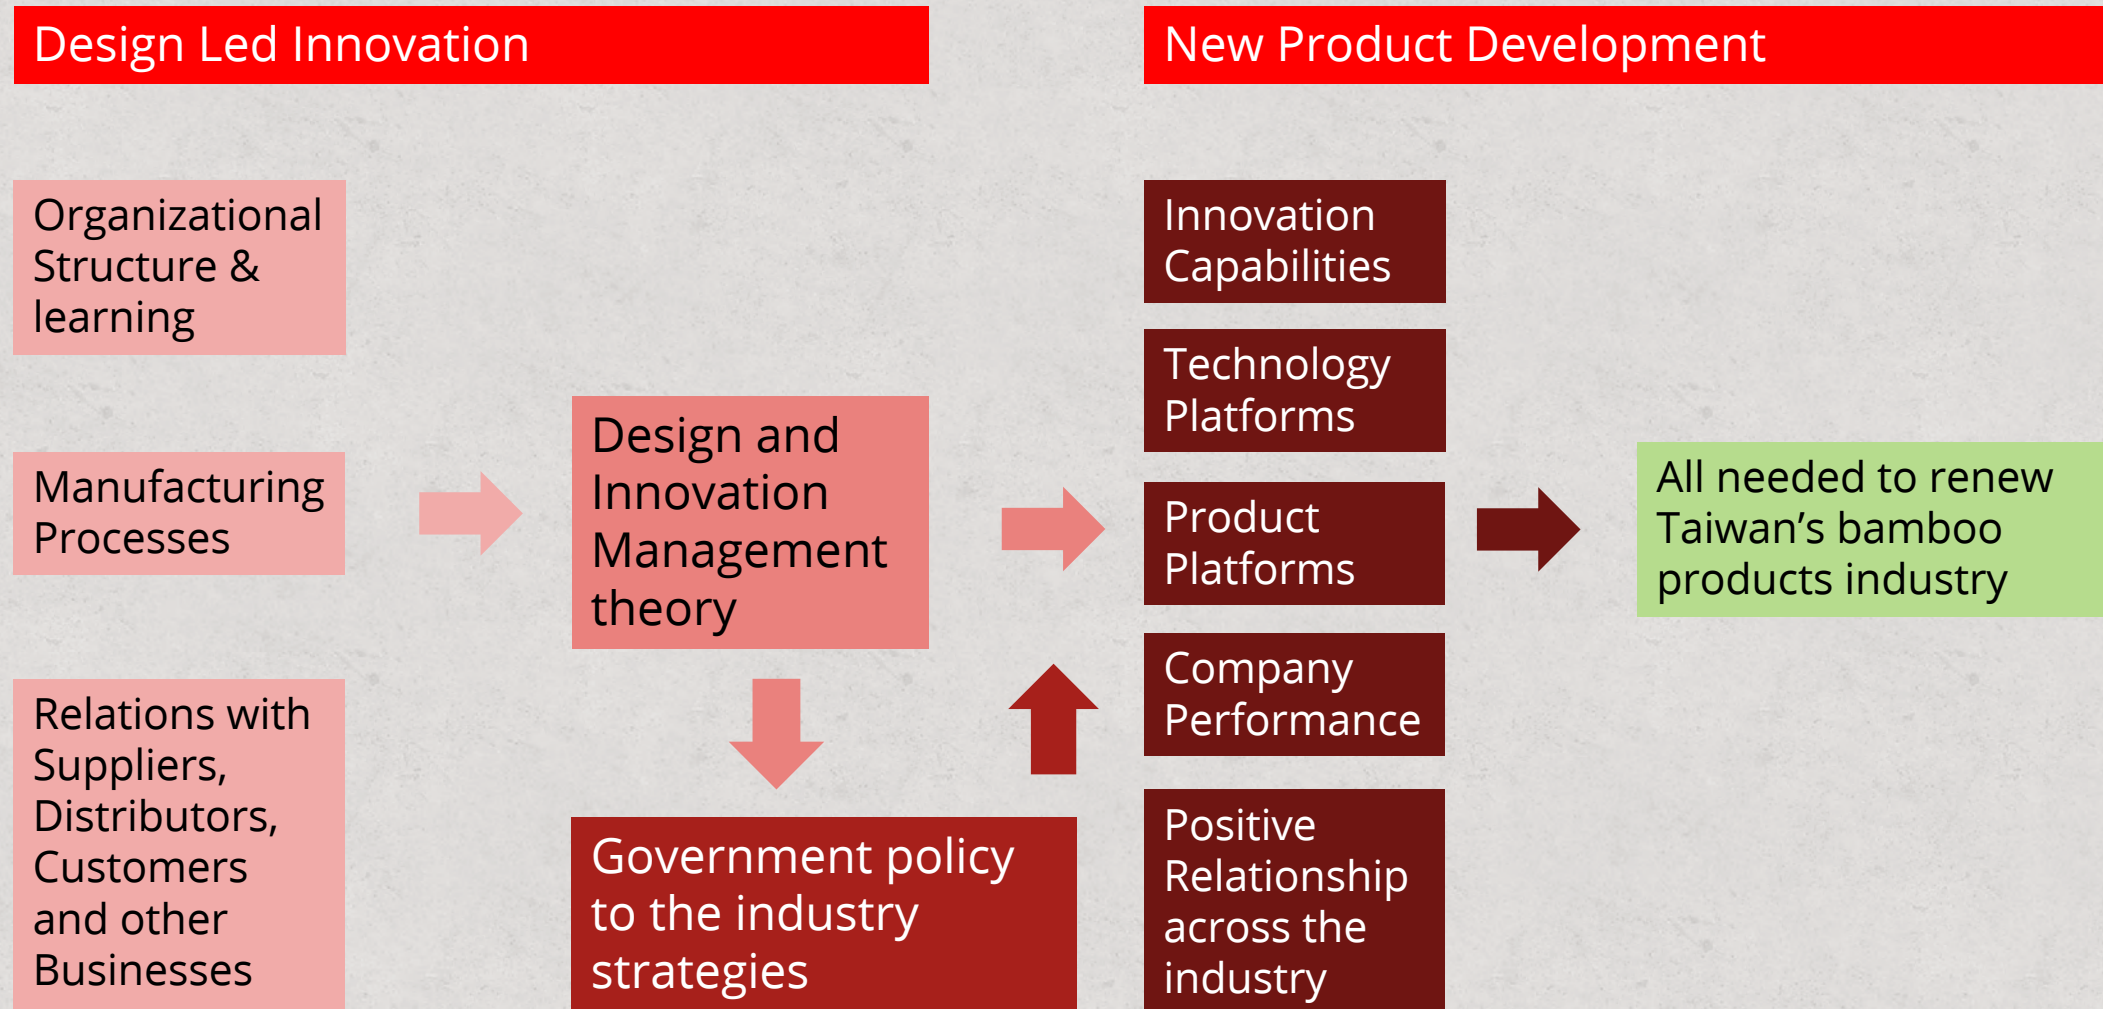 Design Led Innovation
New Product Development
Organizational
Structure &
learning
Manufacturing
Processes
Relations with
Suppliers,
Distributors,
Customers
and other
Businesses
Design and
Innovation
Management
theory
Government policy
to the industry
strategies
Innovation
Capabilities
Technology
Platforms
Product
Platforms
Company
Performance
Positive
Relationship
across the
industry
All needed to renew
Taiwan’s bamboo
products industry